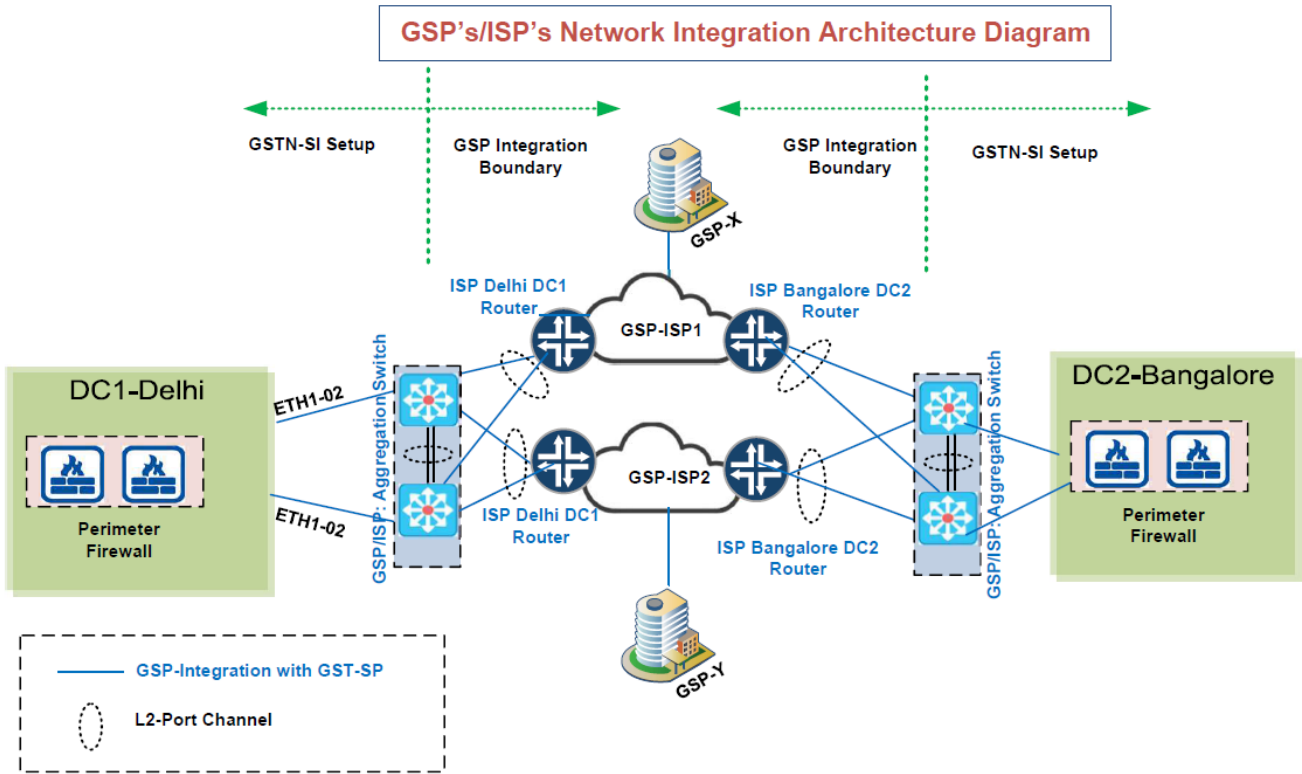 GSP's/ISP's Network Integration Architecture Diagram
GSTN-SI Setup
GSP Integration
Boundary
GSP Integration
Boundary
GSTN-SI Setup
GSP-X
ISP Delhi DC1
Router
ISP Bangalore DC2
Router
GSP-ISP1
DC1-Delhi
ETH1-02
GSP/ISP: Aggregation Switch
DC2-Bangalore
GSP/ISP: Aggregation Switch
GSP-ISP2
Perimeter
Firewall
ETH1-02
ISP Delhi DC1
Router
ISP Bangalore DC2
Router
Perimeter
Firewall
GSP-Y
GSP-Integration with GST-SP
L2-Port Channel